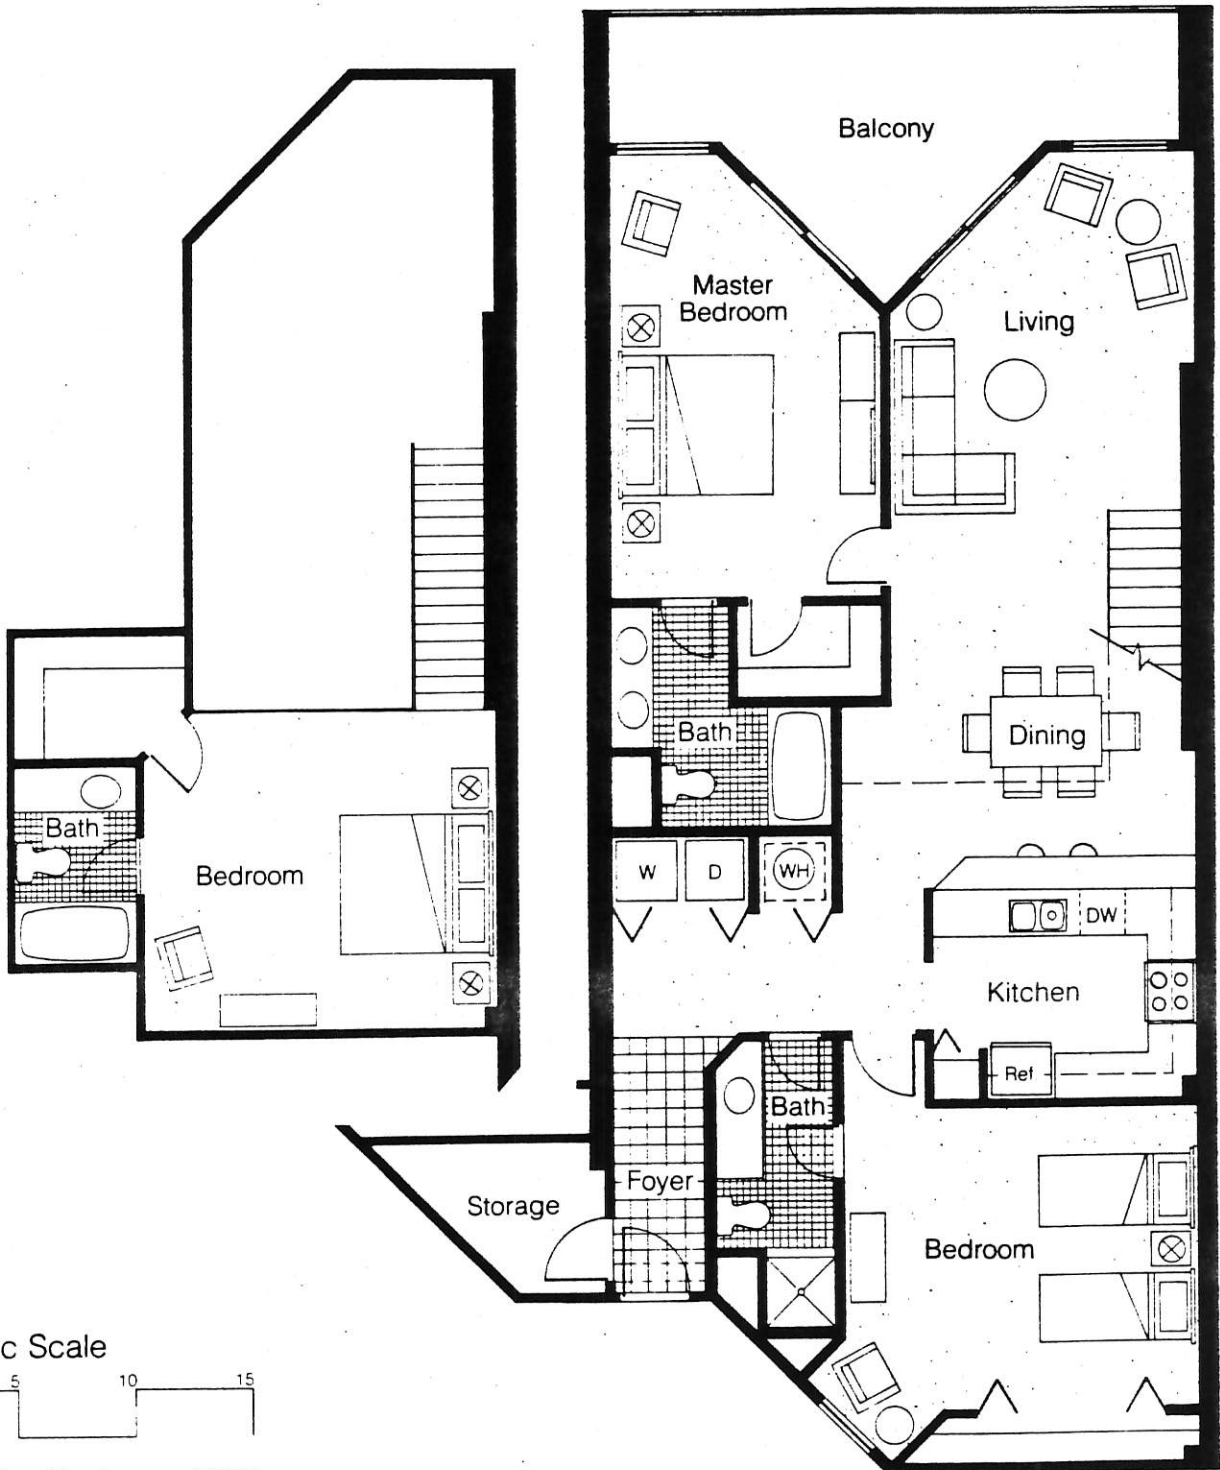 Balcony
Master
Bedroom
Living
Dining
Bath
Bath
Bedroom
W
D
WH
DW
Kitchen
Ref
Bath
Foyer
Storage
Bedroom
c Scale
5
10
15